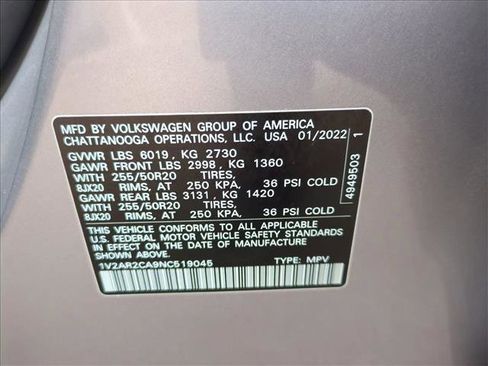 MFD BY VOLKSWAGEN GROUP OF AMERICA
CHATTANOOGA OPERATIONS, LLC. USA 01/2022
GVWR LBS 6019, KG 2730
GAWR FRONT LBS 2998, KG 1360
WITH 255/50R20 TIRES,
8JX20 RIMS, AT 250 KPA, 36 PSI COLD
GAWR REAR LBS 3131, KG 1420
WITH 255/50R20 TIRES,
8JX20 RIMS, AT 250 KPA, 36 PSI COLD
THIS VEHICLE CONFORMS TO ALL APPLICABLE
U.S. FEDERAL MOTOR VEHICLE SAFETY STANDARDS
IN EFFECT ON THE DATE OF MANUFACTURE
SHOWN ABOVE.
1V2AR2CA9NC519045 TYPE: MPV
4949503 1